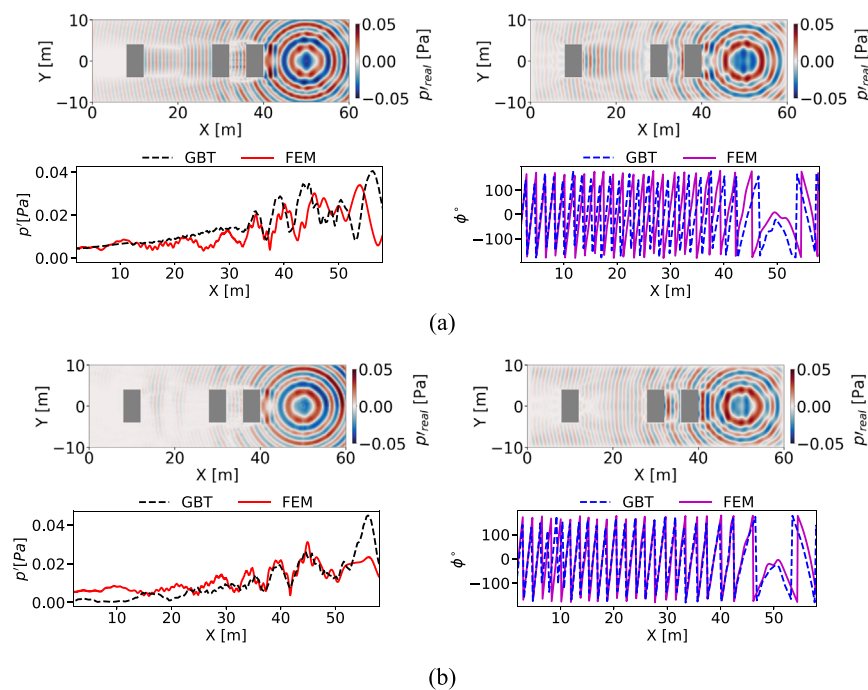 10
0
−10
Y [m]
0 20 40 60
X [m]
0.05
0.00
−0.05
p′real [Pa]
10
0
−10
Y [m]
0 20 40 60
X [m]
0.05
0.00
−0.05
p′real [Pa]
GBT FEM
0.04
0.02
0.00
p′[Pa]
10 20 30 40 50
X [m]
GBT FEM
100
0
−100
ϕ°
10 20 30 40 50
X [m]
(a)
10
0
−10
Y [m]
0 20 40 60
X [m]
0.05
0.00
−0.05
p′real [Pa]
10
0
−10
Y [m]
0 20 40 60
X [m]
0.05
0.00
−0.05
p′real [Pa]
GBT FEM
0.04
0.02
0.00
p′[Pa]
10 20 30 40 50
X [m]
GBT FEM
100
0
−100
ϕ°
10 20 30 40 50
X [m]
(b)